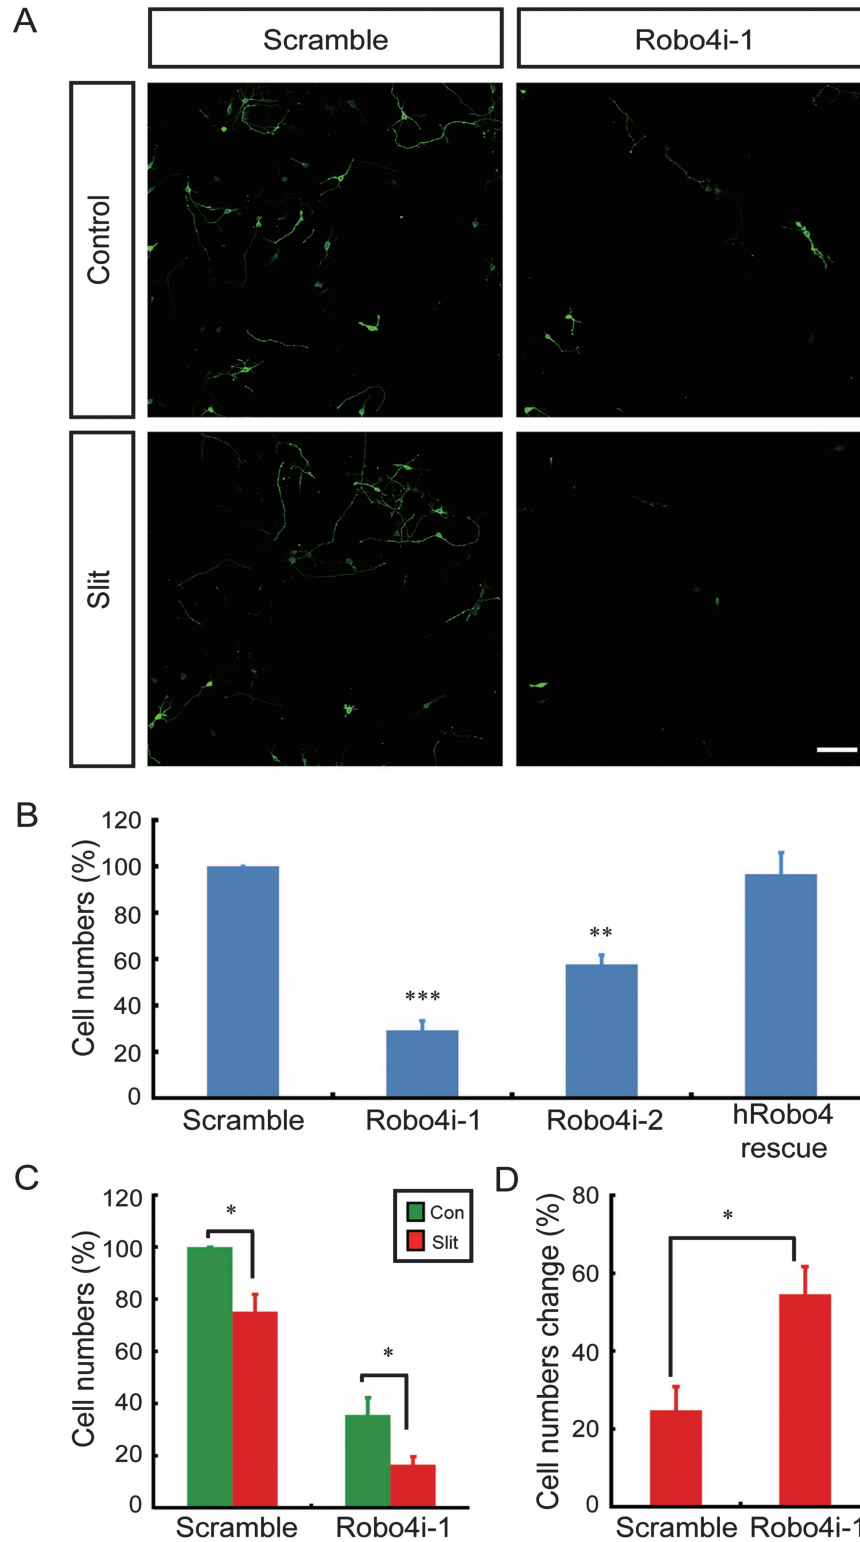 A
Scramble
Robo4i-1
Control
Slit
B
Cell numbers (%)
120
100
80
60
40
20
0
***
**
Scramble
Robo4i-1
Robo4i-2
hRobo4
rescue
C
Cell numbers (%)
120
100
80
60
40
20
0
*
*
Con
Slit
Scramble
Robo4i-1
D
Cell numbers change (%)
80
60
40
20
0
*
Scramble
Robo4i-1